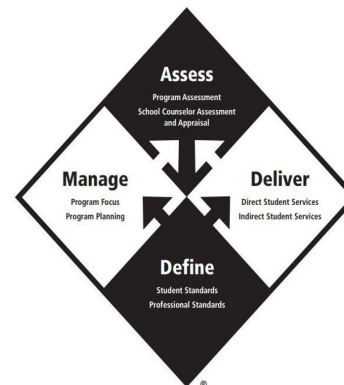 Assess
Program Assessment
School Counselor Assessment
and Appraisal
Manage
Program Focus
Program Planning
Deliver
Direct Student Services
Indirect Student Services
Define
Student Standards
Professional Standards
®